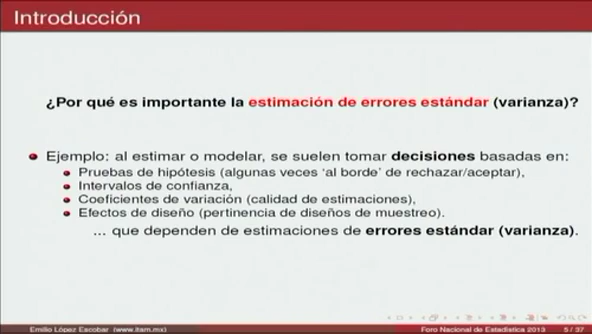 Introducción
¿Por qué es importante la estimación de errores estándar (varianza)?
Ejemplo: al estimar o modelar, se suelen tomar decisiones basadas en:
Pruebas de hipótesis (algunas veces 'al borde' de rechazar/aceptar),
Intervalos de confianza,
Coeficientes de variación (calidad de estimaciones),
Efectos de diseño (pertinencia de diseños de muestreo).
... que dependen de estimaciones de errores estándar (varianza).
Emilio López Escobar (www.itam.mx) Foro Nacional de Estadística 2013 5 / 37